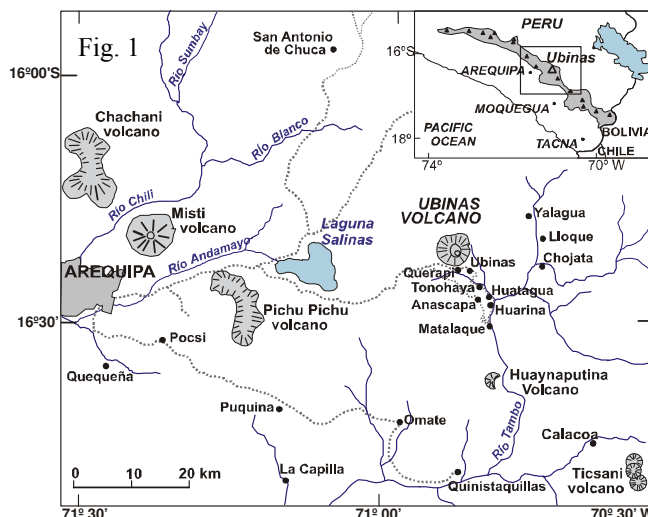 Fig. 1
San Antonio
de Chuca
Río Sumbay
16º00’S
Chachani
volcano
Río Blanco
Río Chili
Misti
volcano
Río Andamayo
Laguna
Salinas
AREQUIPA
Pichu Pichu
volcano
16º30’
Pocsi
Quequeña
Puquina
La Capilla
Omate
Quinistaquillas
UBINAS
VOLCANO
Yalagua
Lloque
Chojata
Ubinas
Querapi
Tonohaya
Huatagua
Anascapa
Huarina
Matalaque
Huaynaputina
Volcano
Río Tambo
Calacoa
Ticsani
volcano
0 10 20 km
71º 30’
71º 00’
70º 30’ W
PERU
16ºS
Ubinas
AREQUIPA
MOQUEGUA
PACIFIC
OCEAN
TACNA
BOLIVIA
CHILE
18º
74º
70º W